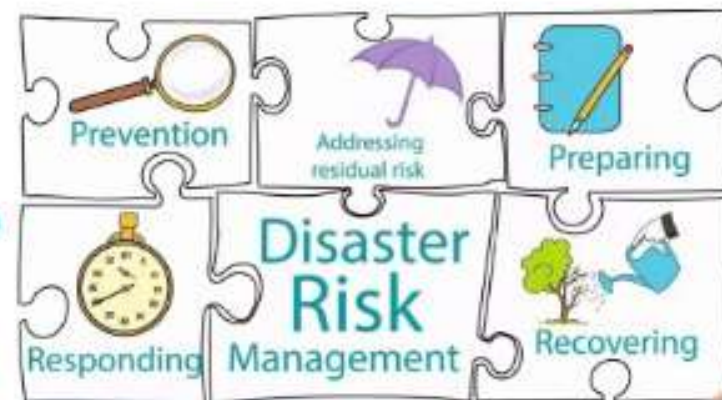 Prevention
Addressing
residual risk
Preparing
Responding
Disaster
Risk
Management
Recovering